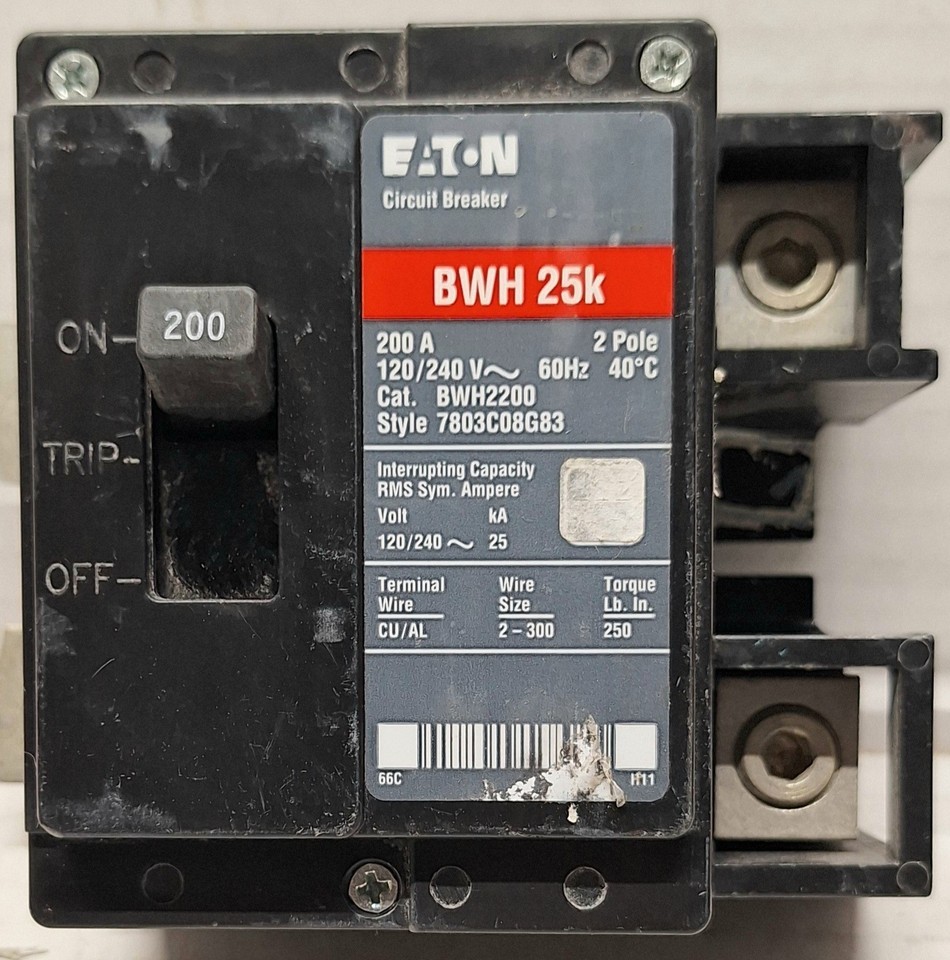 EATON
Circuit Breaker
BWH 25k
200
ON
TRIP
OFF
200 A 2 Pole
120/240 V~ 60Hz 40°C
Cat. BWH2200
Style 7803C08G83
Interrupting Capacity
RMS Sym. Ampere
Volt kA
120/240 ~ 25
Terminal Wire Torque
Wire Size Lb. In.
CU/AL 2-300 250
66C H11